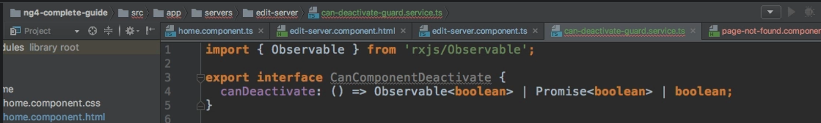 ng4-complete-guide src app servers edit-server can-deactivate-guard.service.ts
Project home.component.ts edit-server.component.html edit-server.component.ts can-deactivate-guard.service.ts page-not-found.componen
dules library root
1 import { Observable } from 'rxjs/Observable';
2
3 export interface CanComponentDeactivate {
me
4 canDeactivate: () => Observable<boolean> | Promise<boolean> | boolean;
home.component.css
5 }
home.component.html